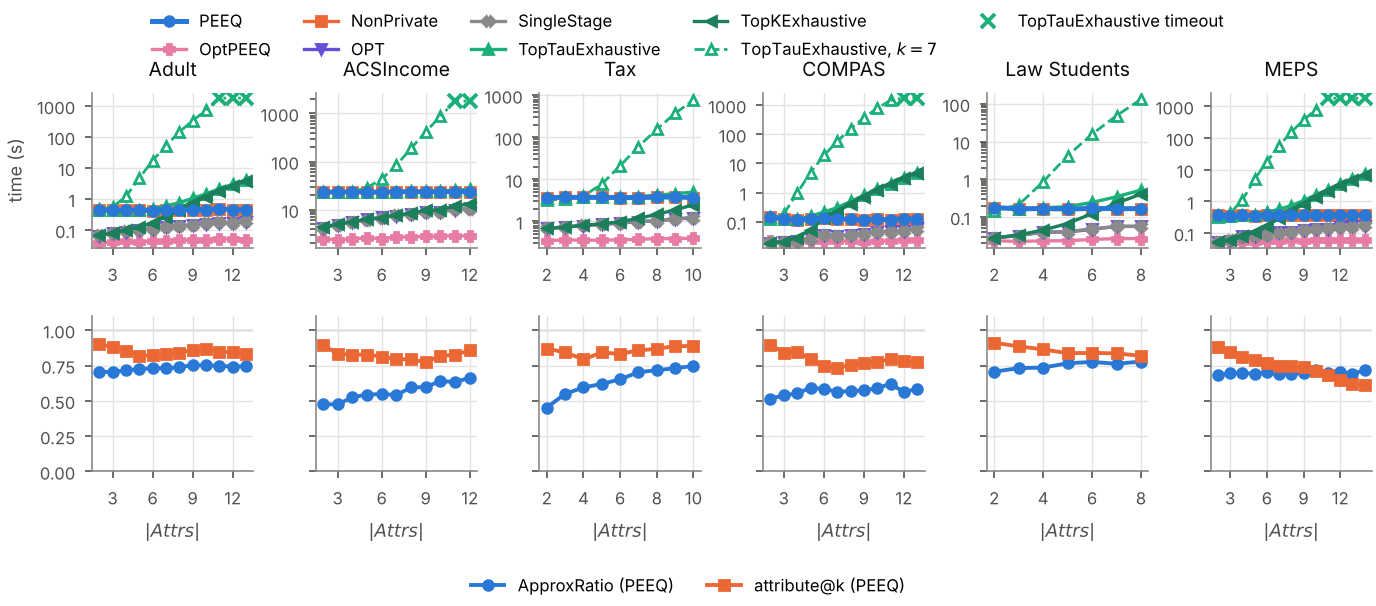 PEEQ NonPrivate SingleStage TopKExhaustive TopTauExhaustive timeout
OptPEEQ OPT TopTauExhaustive TopTauExhaustive, k = 7
Adult ACSIncome Tax COMPAS Law Students MEPS
time (s)
1000 100 10 1 0.1
1000 100 10
1000 100 10 1
1000 100 10 1 0.1
100 10 1 0.1
1000 100 10 1 0.1
3 6 9 12 3 6 9 12 2 4 6 8 10 3 6 9 12 2 4 6 8 3 6 9 12
1.00
0.75
0.50
0.25
0.00
3 6 9 12 3 6 9 12 2 4 6 8 10 3 6 9 12 2 4 6 8 3 6 9 12
|Attrs| |Attrs| |Attrs| |Attrs| |Attrs| |Attrs|
ApproxRatio (PEEQ) attribute@k (PEEQ)